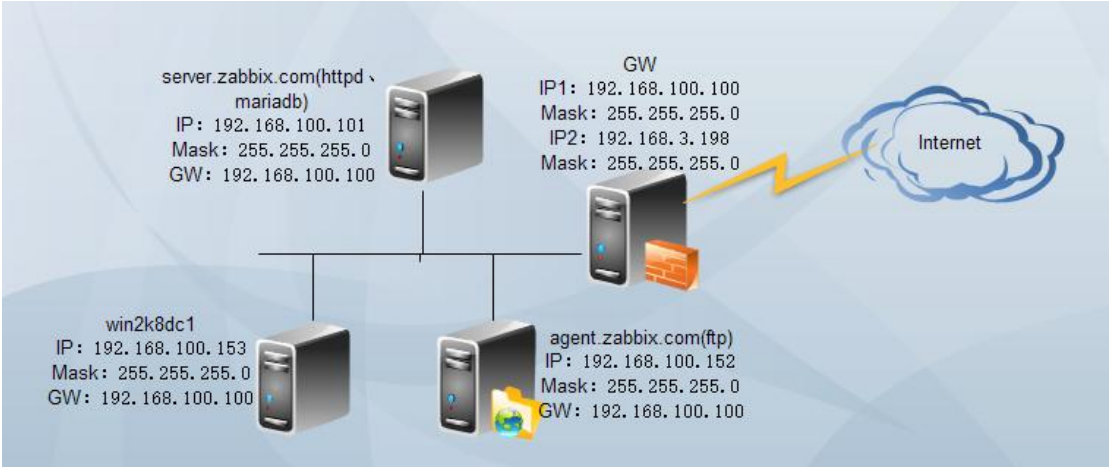 server.zabbix.com(httpd、
mariadb)
IP：192.168.100.101
Mask：255.255.255.0
GW：192.168.100.100
GW
IP1：192.168.100.100
Mask：255.255.255.0
IP2：192.168.3.198
Mask：255.255.255.0
Internet
win2k8dc1
IP：192.168.100.153
Mask：255.255.255.0
GW：192.168.100.100
agent.zabbix.com(ftp)
IP：192.168.100.152
Mask：255.255.255.0
GW：192.168.100.100